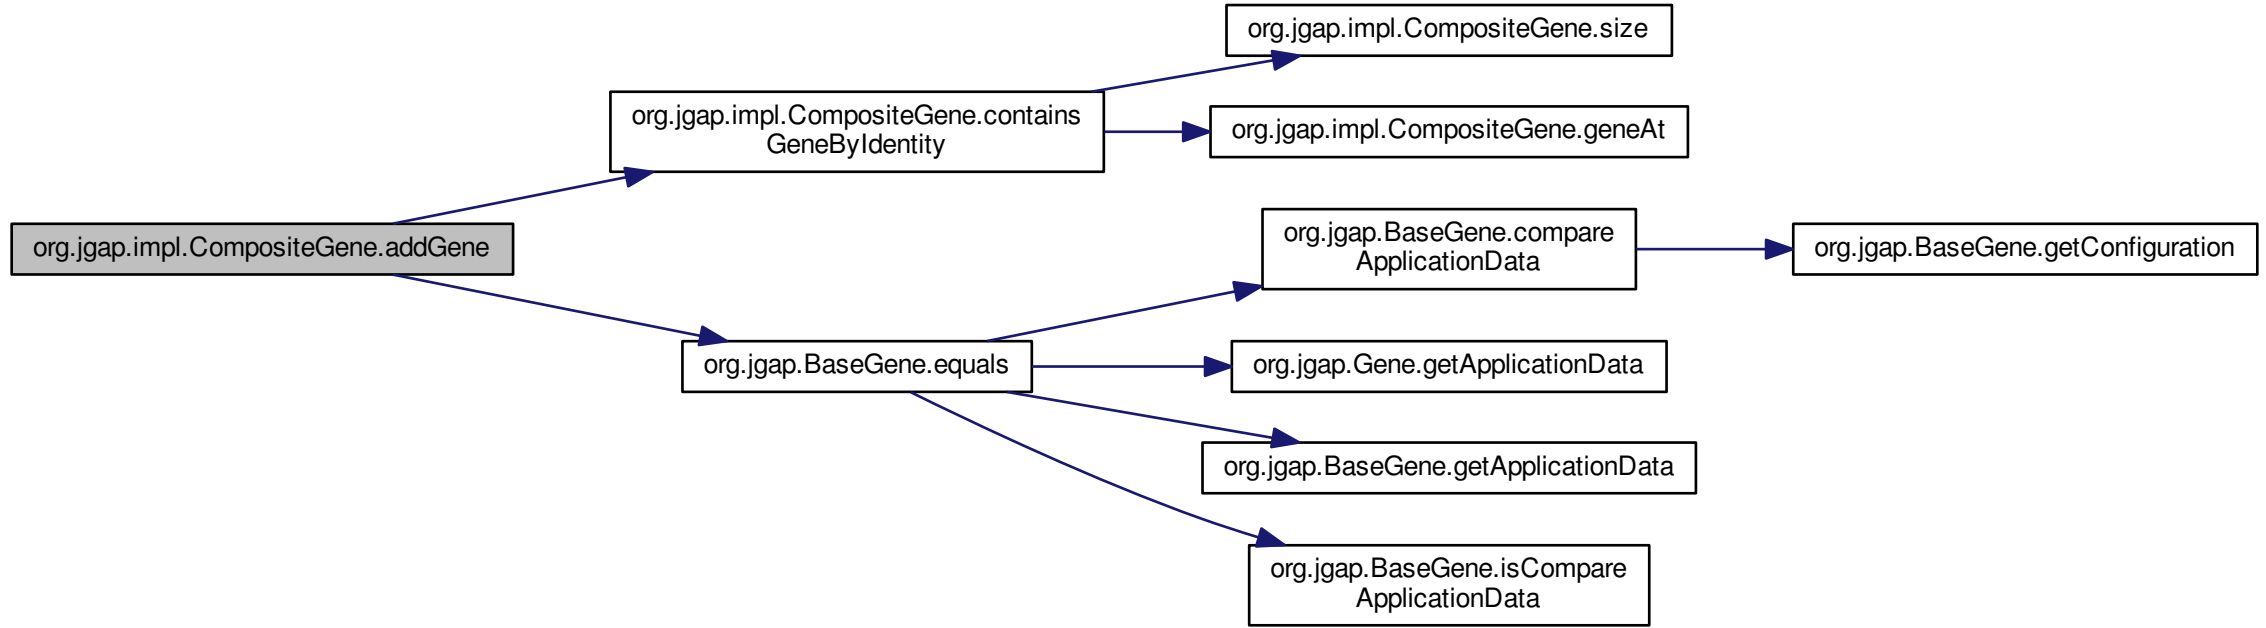 org.jgap.impl.CompositeGene.size
org.jgap.impl.CompositeGene.contains
GeneByIdentity
org.jgap.impl.CompositeGene.geneAt
org.jgap.impl.CompositeGene.addGene
org.jgap.BaseGene.compare
ApplicationData
org.jgap.BaseGene.getConfiguration
org.jgap.BaseGene.equals
org.jgap.Gene.getApplicationData
org.jgap.BaseGene.getApplicationData
org.jgap.BaseGene.isCompare
ApplicationData